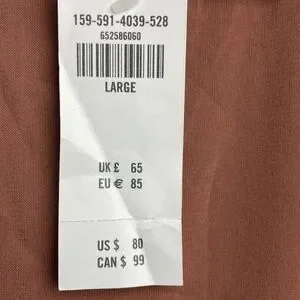 159-591-4039-528
652586060
LARGE
UK £ 65
EU € 85
US $ 80
CAN $ 99